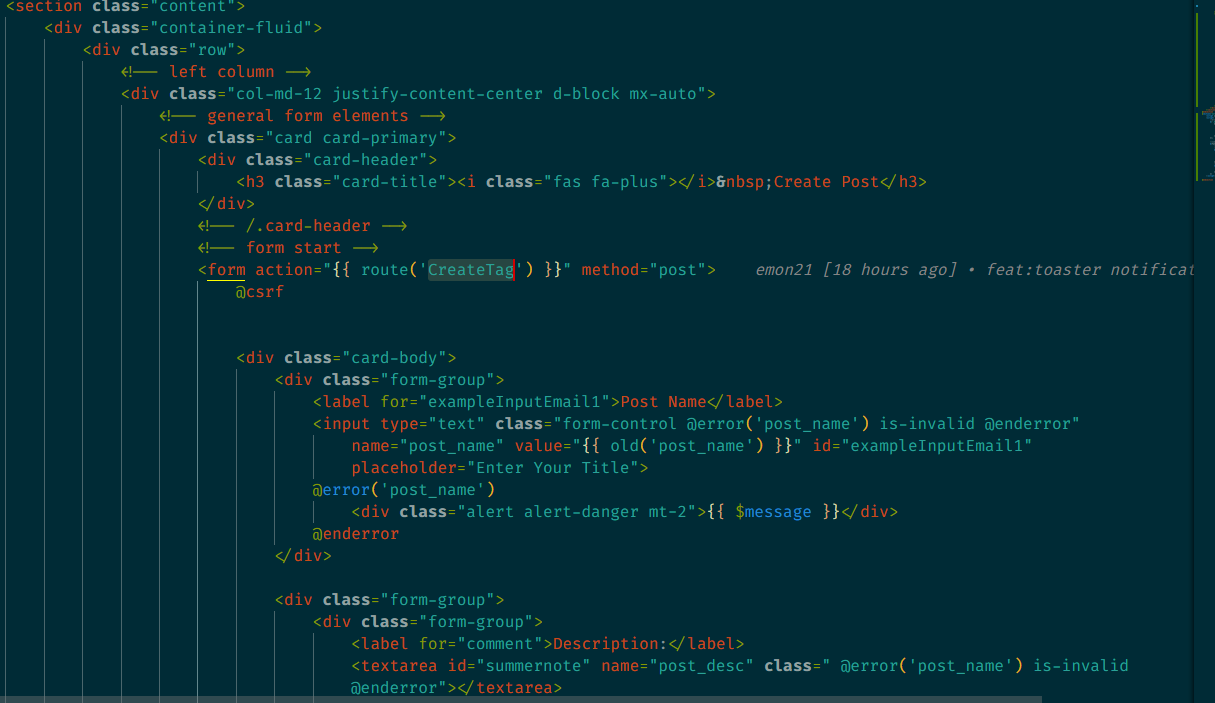 <section class="content">
<div class="container-fluid">
<div class="row">
<!-- left column -->
<div class="col-md-12 justify-content-center d-block mx-auto">
<!-- general form elements -->
<div class="card card-primary">
<div class="card-header">
<h3 class="card-title"><i class="fas fa-plus"></i>&nbsp;Create Post</h3>
</div>
<!-- /.card-header -->
<!-- form start -->
<form action="{{ route('CreateTag') }}" method="post"> emon21 [18 hours ago] • feat:toaster notificat
@csrf
<div class="card-body">
<div class="form-group">
<label for="exampleInputEmail1">Post Name</label>
<input type="text" class="form-control @error('post_name') is-invalid @enderror"
name="post_name" value="{{ old('post_name') }}" id="exampleInputEmail1"
placeholder="Enter Your Title">
@error('post_name')
<div class="alert alert-danger mt-2">{{ $message }}</div>
@enderror
</div>
<div class="form-group">
<div class="form-group">
<label for="comment">Description:</label>
<textarea id="summernote" name="post_desc" class=" @error('post_name') is-invalid
@enderror"></textarea>